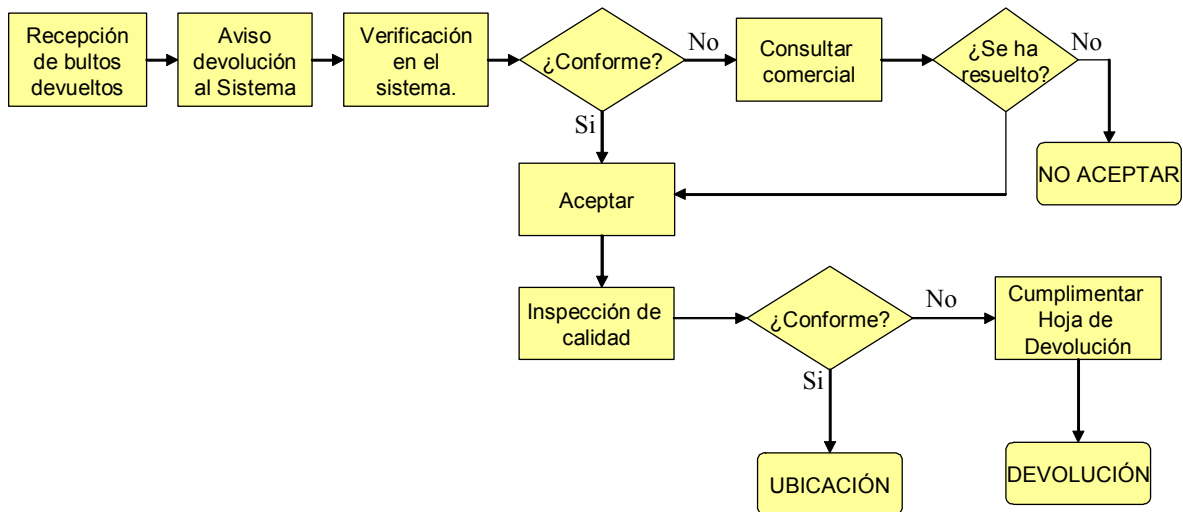 Recepción
de bultos
devueltos
Aviso
devolución
al Sistema
Verificación
en el
sistema.
¿Conforme?
No
Consultar
comercial
¿Se ha
resuelto?
No
NO ACEPTAR
Si
Aceptar
Inspección de
calidad
¿Conforme?
No
Cumplimentar
Hoja de
Devolución
Si
UBICACIÓN
DEVOLUCIÓN